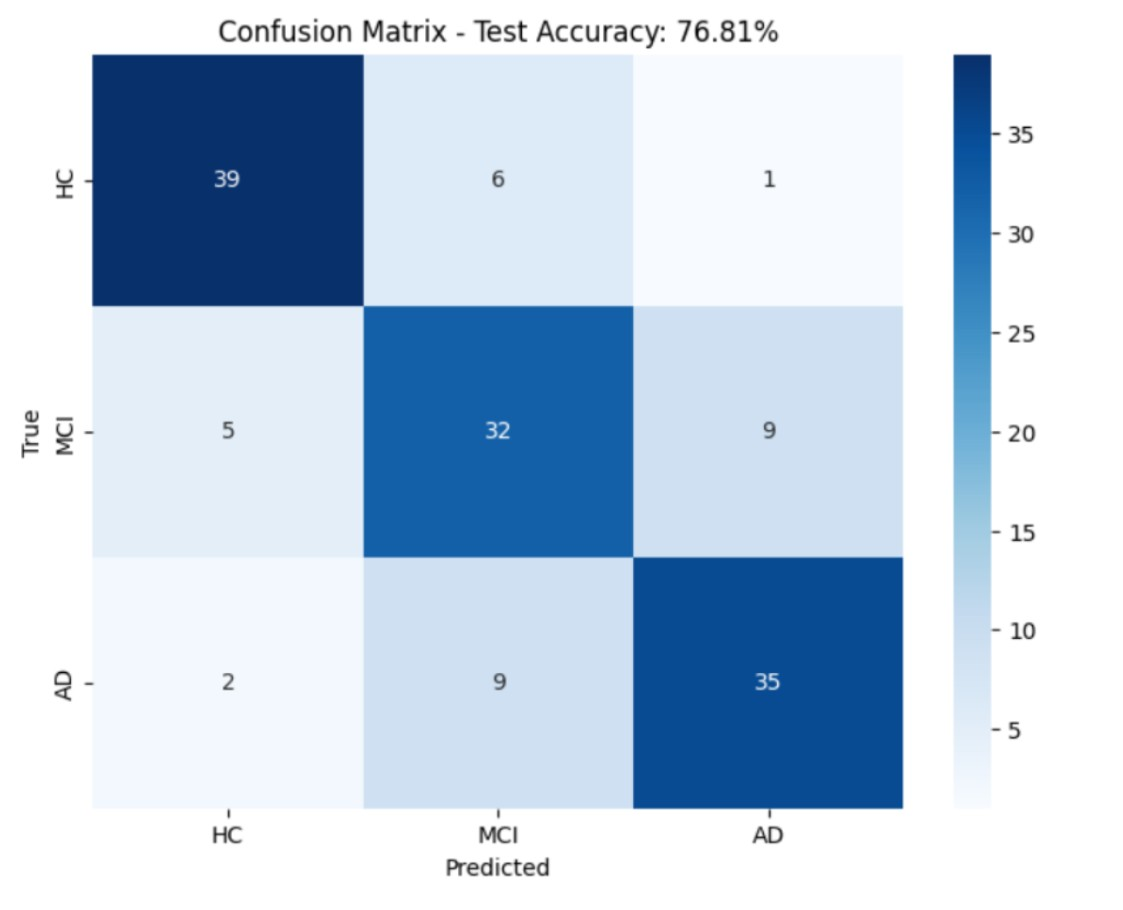 Confusion Matrix - Test Accuracy: 76.81%
HC
39
6
1
True
MCI
5
32
9
AD
2
9
35
HC
MCI
AD
Predicted
35
30
25
20
15
10
5